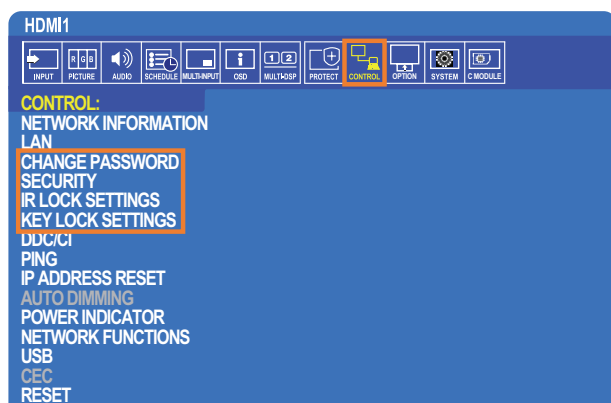 HDMI1
R G B
1 2
INPUT PICTURE AUDIO SCHEDULE MULTI-INPUT OSD MULTI-DSP PROTECT CONTROL OPTION SYSTEM C MODULE
CONTROL:
NETWORK INFORMATION
LAN
CHANGE PASSWORD
SECURITY
IR LOCK SETTINGS
KEY LOCK SETTINGS
DDC/CI
PING
IP ADDRESS RESET
AUTO DIMMING
POWER INDICATOR
NETWORK FUNCTIONS
USB
CEC
RESET